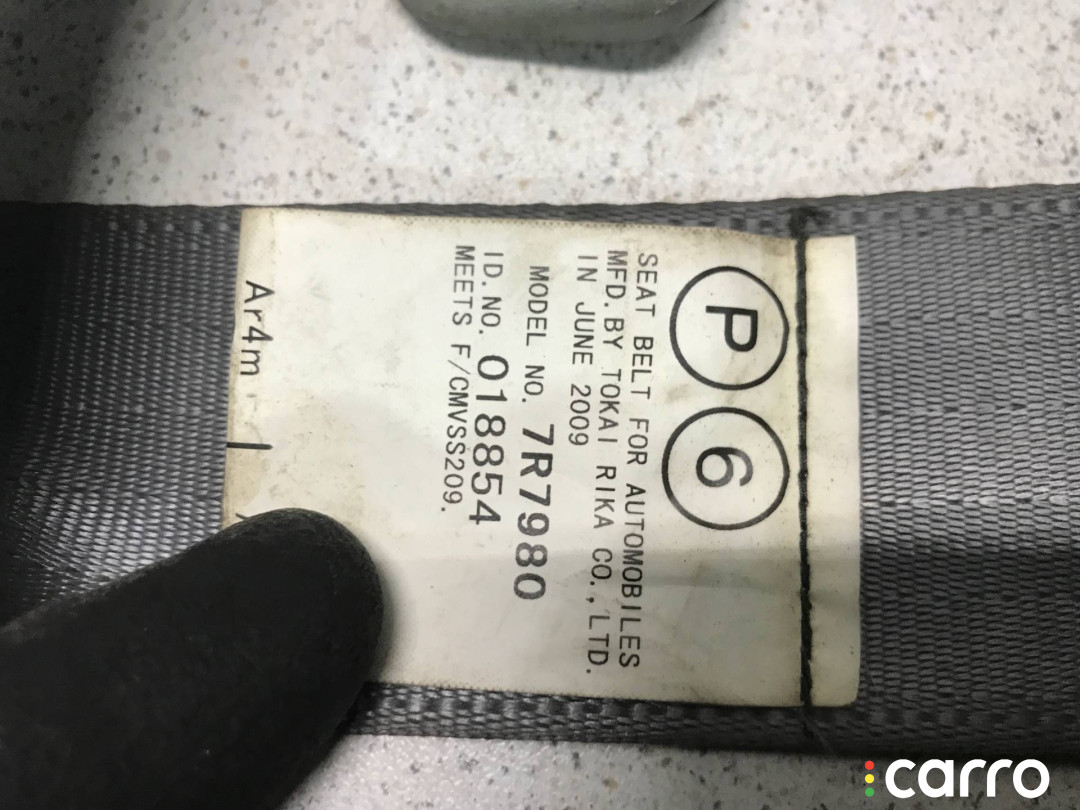 P 6
SEAT BELT FOR AUTOMOBILES
MFD. BY TOKAI RIKA CO., LTD.
IN JUNE 2009
MODEL NO. 7R7980
ID. NO. 018854
MEETS F/CMVSS209.
Ar4m
carro